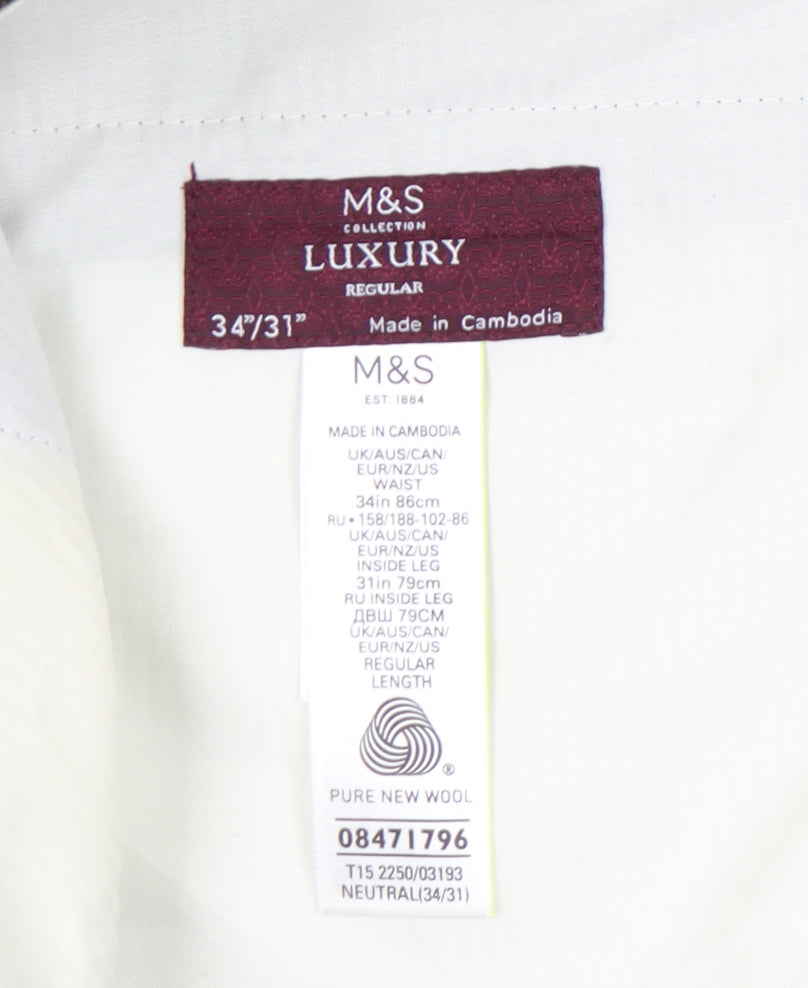 M&S
COLLECTION
LUXURY
REGULAR
34"/31" Made in Cambodia
M&S
EST. 1884
MADE IN CAMBODIA
UK/AUS/CAN/
EUR/NZ/US
WAIST
34in 86cm
RU • 158/188-102-86
UK/AUS/CAN/
EUR/NZ/US
INSIDE LEG
31in 79cm
RU INSIDE LEG
ДВШ 79СМ
UK/AUS/CAN/
EUR/NZ/US
REGULAR
LENGTH
®
PURE NEW WOOL
08471796
T15 2250/03193
NEUTRAL(34/31)